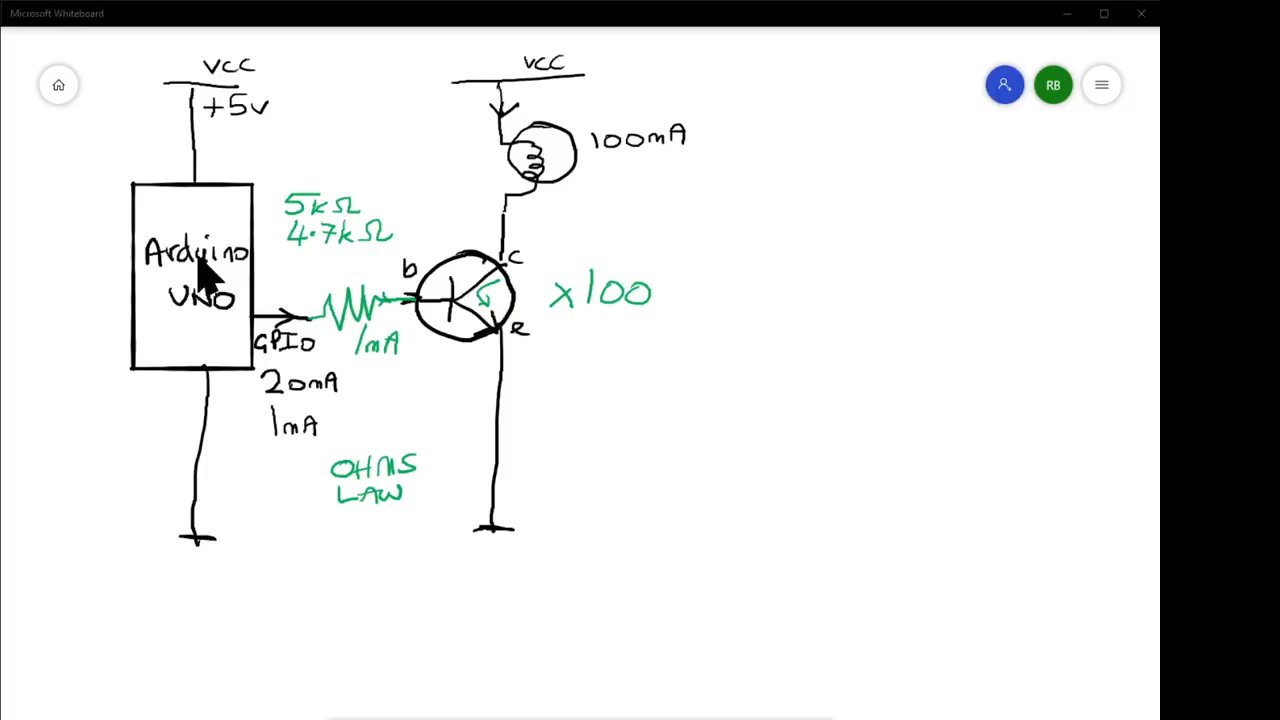 Microsoft Whiteboard
VCC
+5v
VCC
100mA
RB
5kΩ
4.7kΩ
Arduino
UNO
b
c
e
x100
GPIO
1mA
20mA
1mA
OHMS
LAW